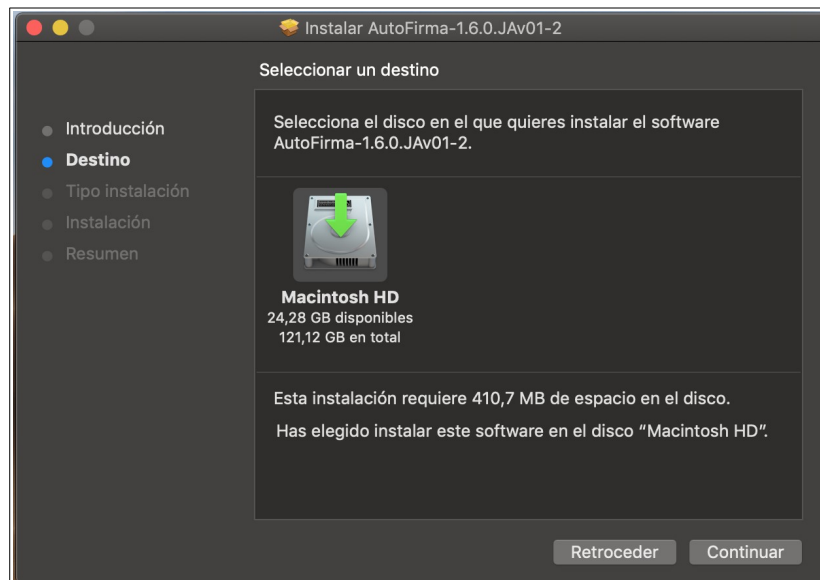 Instalar AutoFirma-1.6.0.JAv01-2
Seleccionar un destino
Introducción
Destino
Tipo instalación
Instalación
Resumen
Selecciona el disco en el que quieres instalar el software
AutoFirma-1.6.0.JAv01-2.
Macintosh HD
24,28 GB disponibles
121,12 GB en total
Esta instalación requiere 410,7 MB de espacio en el disco.
Has elegido instalar este software en el disco “Macintosh HD”.
Retroceder
Continuar